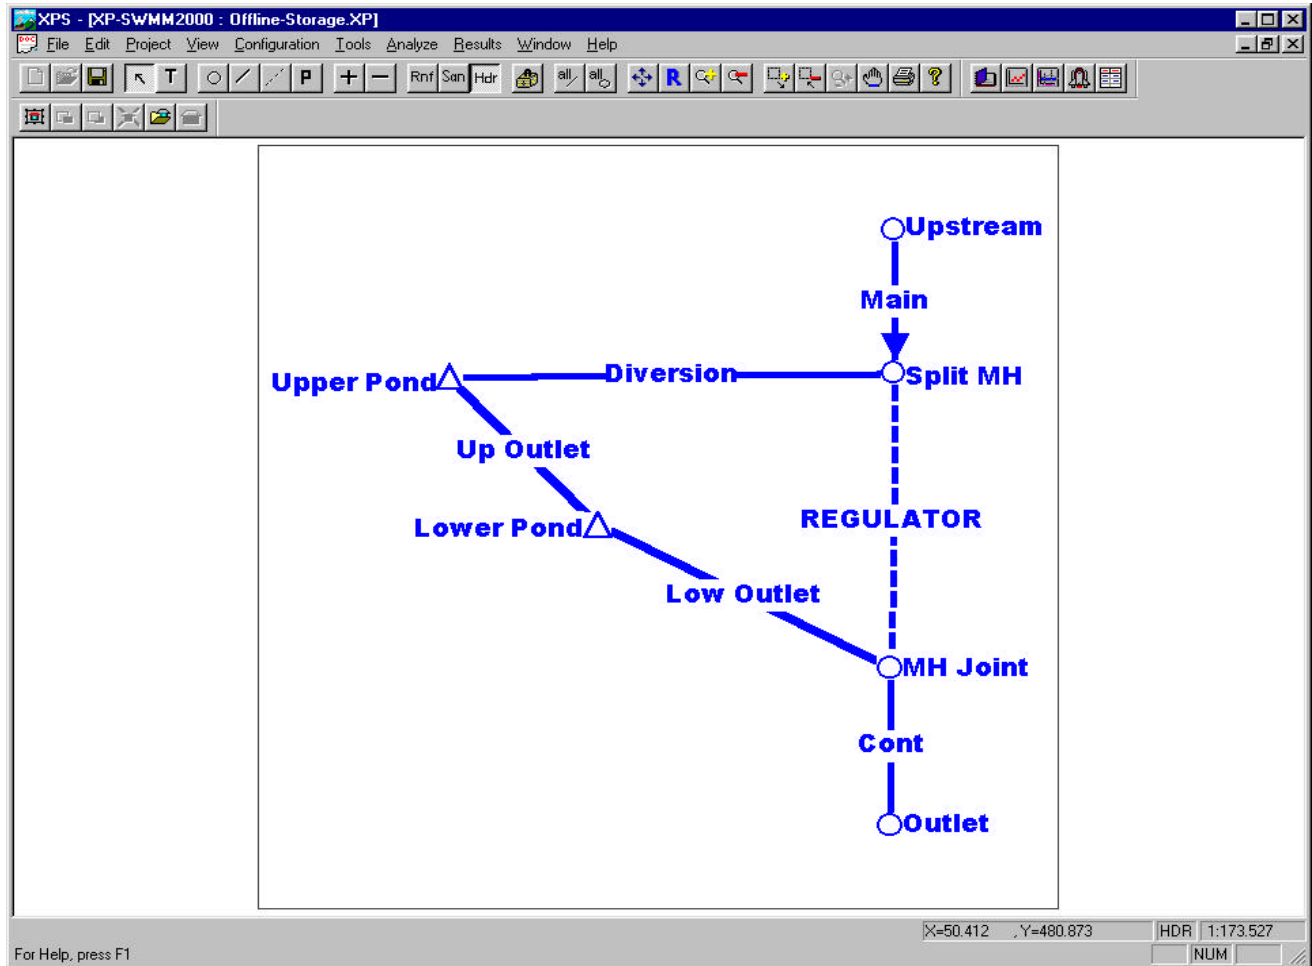 XPS - [XP-SWMM2000 : Offline-Storage.XP]
File Edit Project View Configuration Tools Analyze Results Window Help
T P Rnf San Hdr all all R ?
Upstream
Main
Upper Pond Diversion Split MH
Up Outlet
Lower Pond REGULATOR
Low Outlet
MH Joint
Cont
Outlet
X=50.412 , Y=480.873 HDR 1:173.527
For Help, press F1 NUM